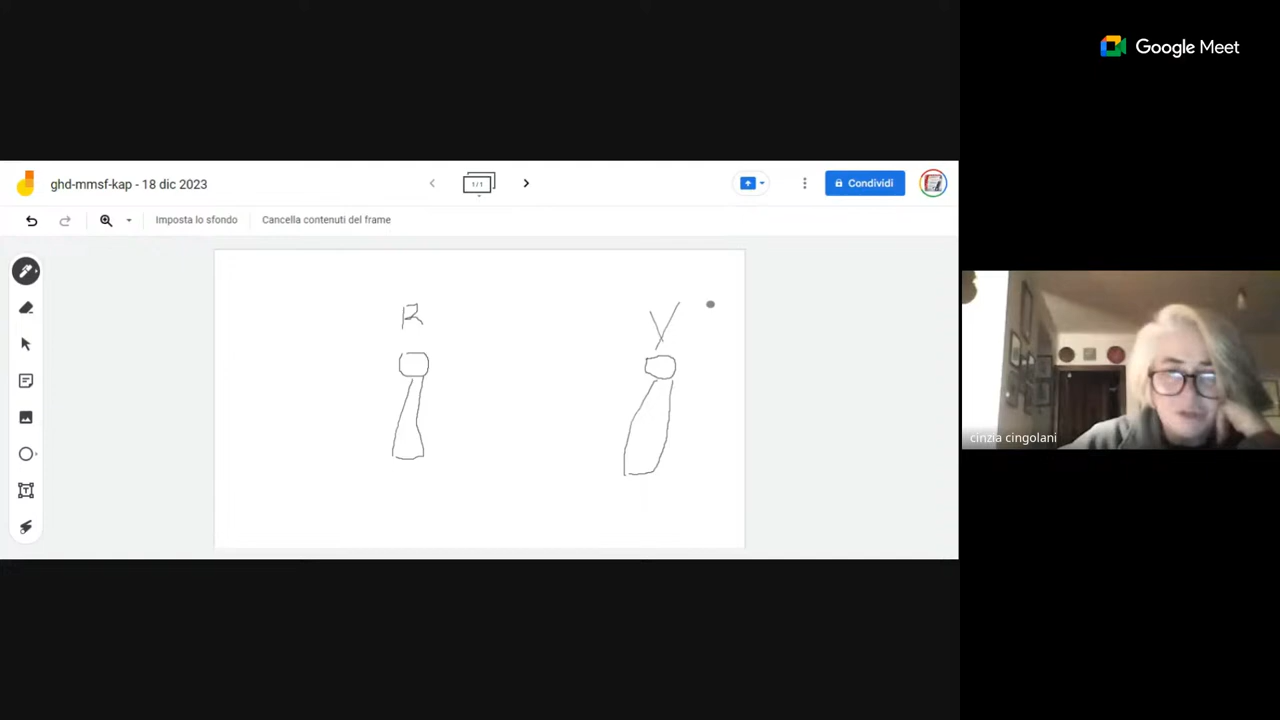 Google Meet
ghd-mmsf-kap - 18 dic 2023
1/1
Condividi
Imposta lo sfondo
Cancella contenuti del frame
R
V
cinzia cingolani